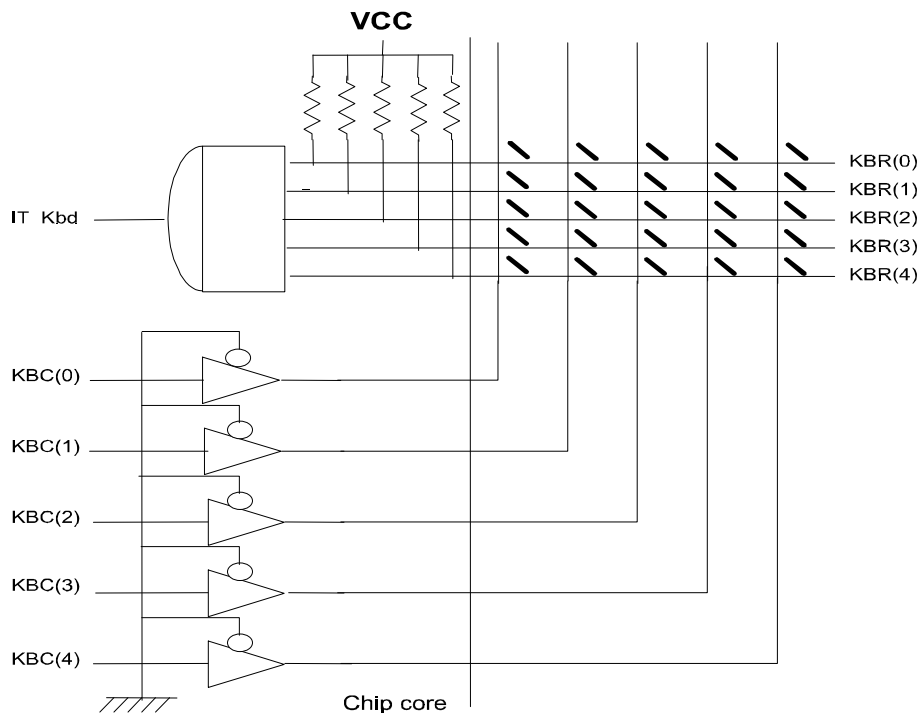 VCC
KBR(0)
KBR(1)
IT Kbd
KBR(2)
KBR(3)
KBR(4)
KBC(0)
KBC(1)
KBC(2)
KBC(3)
KBC(4)
Chip core